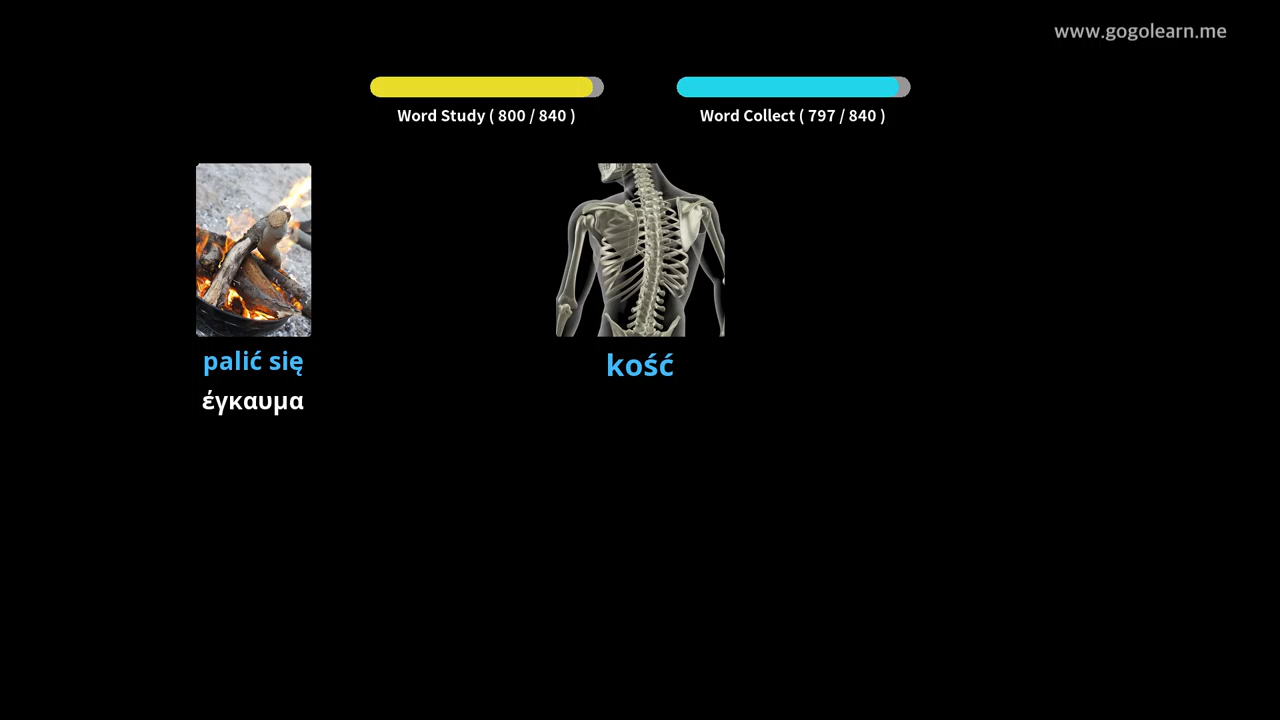 www.gogolearn.me
Word Study ( 800 / 840 )
Word Collect ( 797 / 840 )
palić się
έγκαυμα
kość